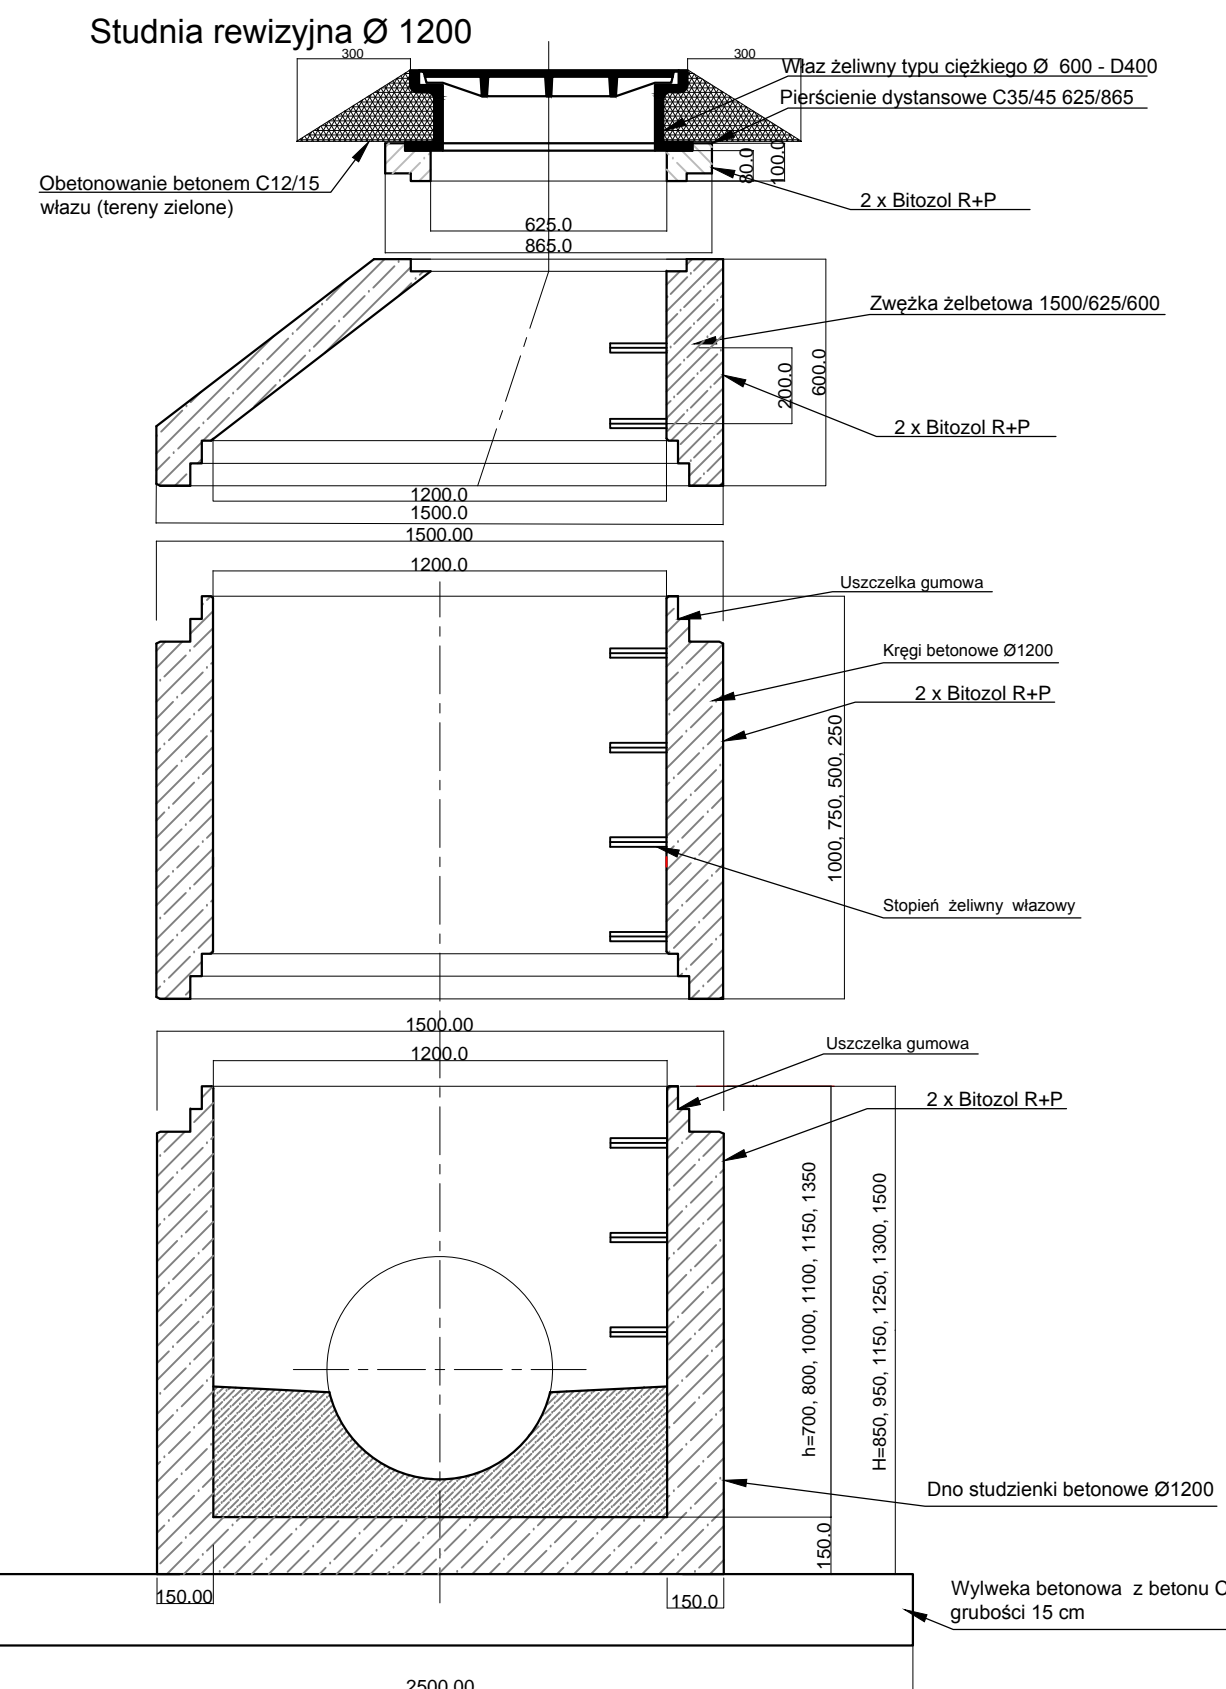 Studnia rewizyjna Ø 1200
300
300
Właz żeliwny typu ciężkiego Ø 600 - D400
Pierścienie dystansowe C35/45 625/865
80.0
100.0
Obetonowanie betonem C12/15
włazu (tereny zielone)
2 x Bitozol R+P
625.0
865.0
Zwężka żelbetowa 1500/625/600
200.0
600.0
2 x Bitozol R+P
1200.0
1500.0
1500.00
1200.0
Uszczelka gumowa
Kręgi betonowe Ø1200
2 x Bitozol R+P
1000, 750, 500, 250
Stopień żeliwny włazowy
1500.00
1200.0
Uszczelka gumowa
2 x Bitozol R+P
h=700, 800, 1000, 1100, 1150, 1350
H=850, 950, 1150, 1250, 1300, 1500
Dno studzienki betonowe Ø1200
150.0
150.00
150.0
Wylweka betonowa z betonu C
grubości 15 cm
2500.00